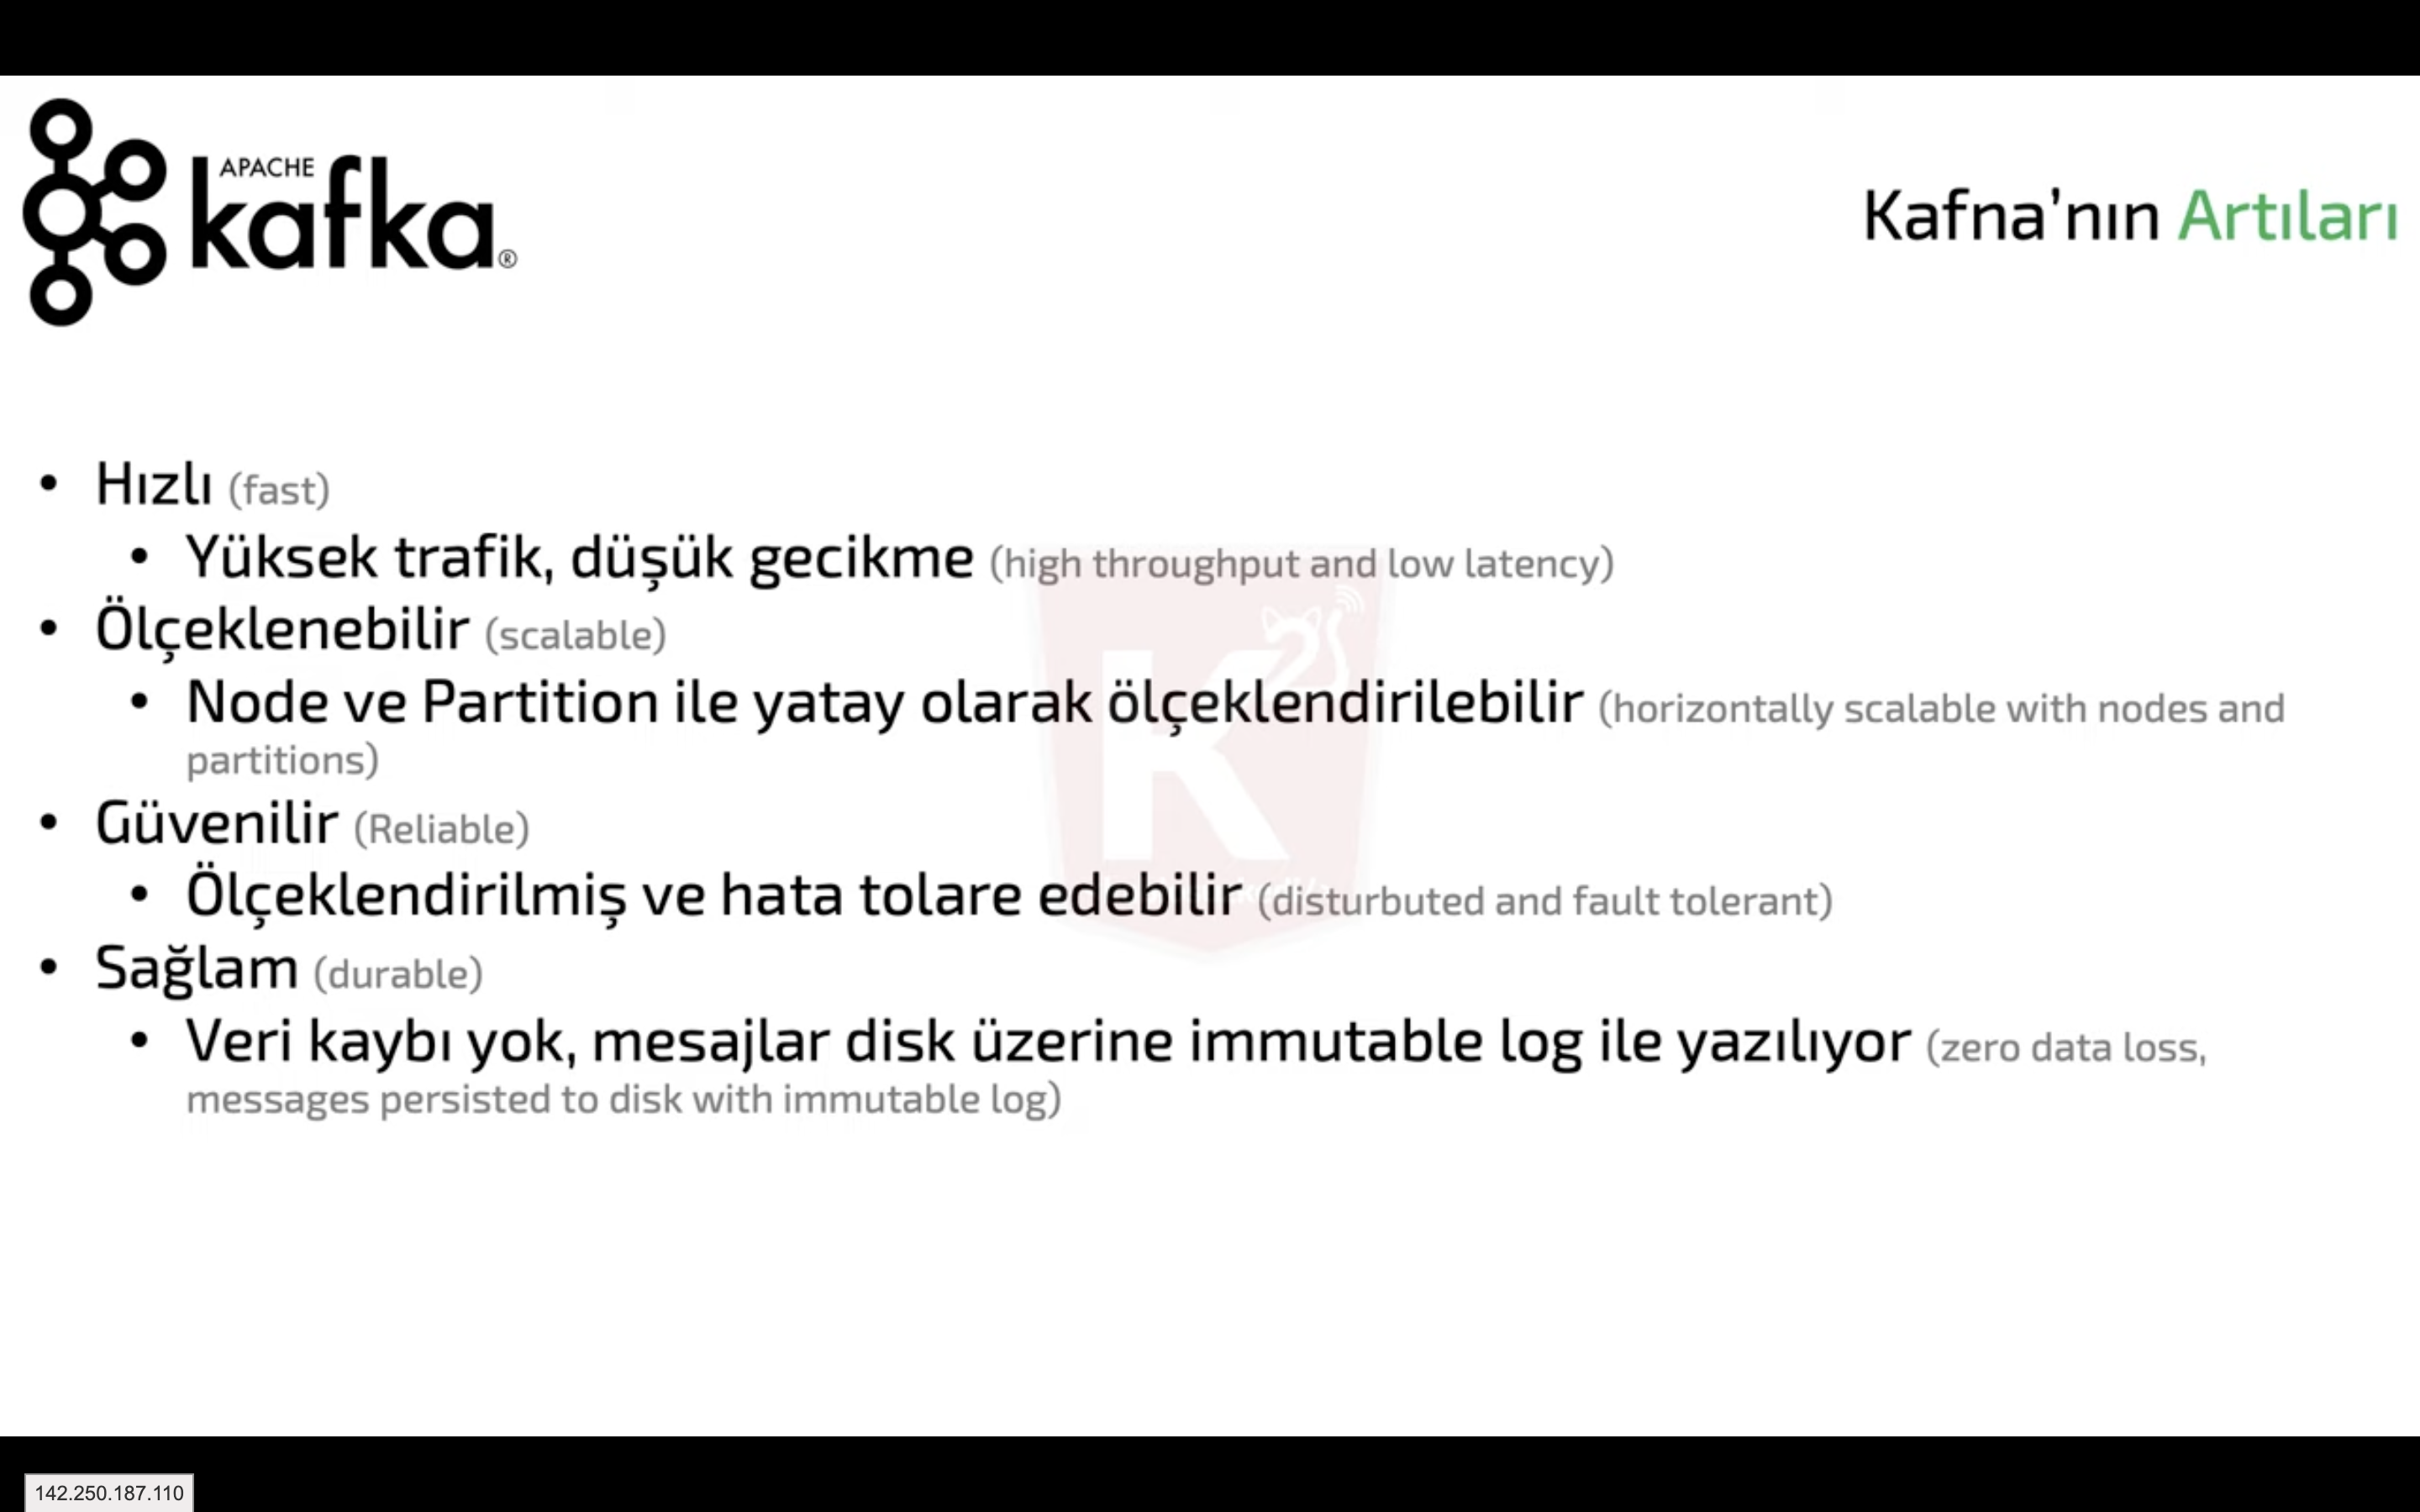 APACHE
kafka®
Kafna'nın Artıları
• Hızlı (fast)
• Yüksek trafik, düşük gecikme (high throughput and low latency)
• Ölçeklenebilir (scalable)
• Node ve Partition ile yatay olarak ölçeklendirilebilir (horizontally scalable with nodes and
partitions)
• Güvenilir (Reliable)
• Ölçeklendirilmiş ve hata tolare edebilir (disturbuted and fault tolerant)
• Sağlam (durable)
• Veri kaybı yok, mesajlar disk üzerine immutable log ile yazılıyor (zero data loss,
messages persisted to disk with immutable log)
K
142.250.187.110